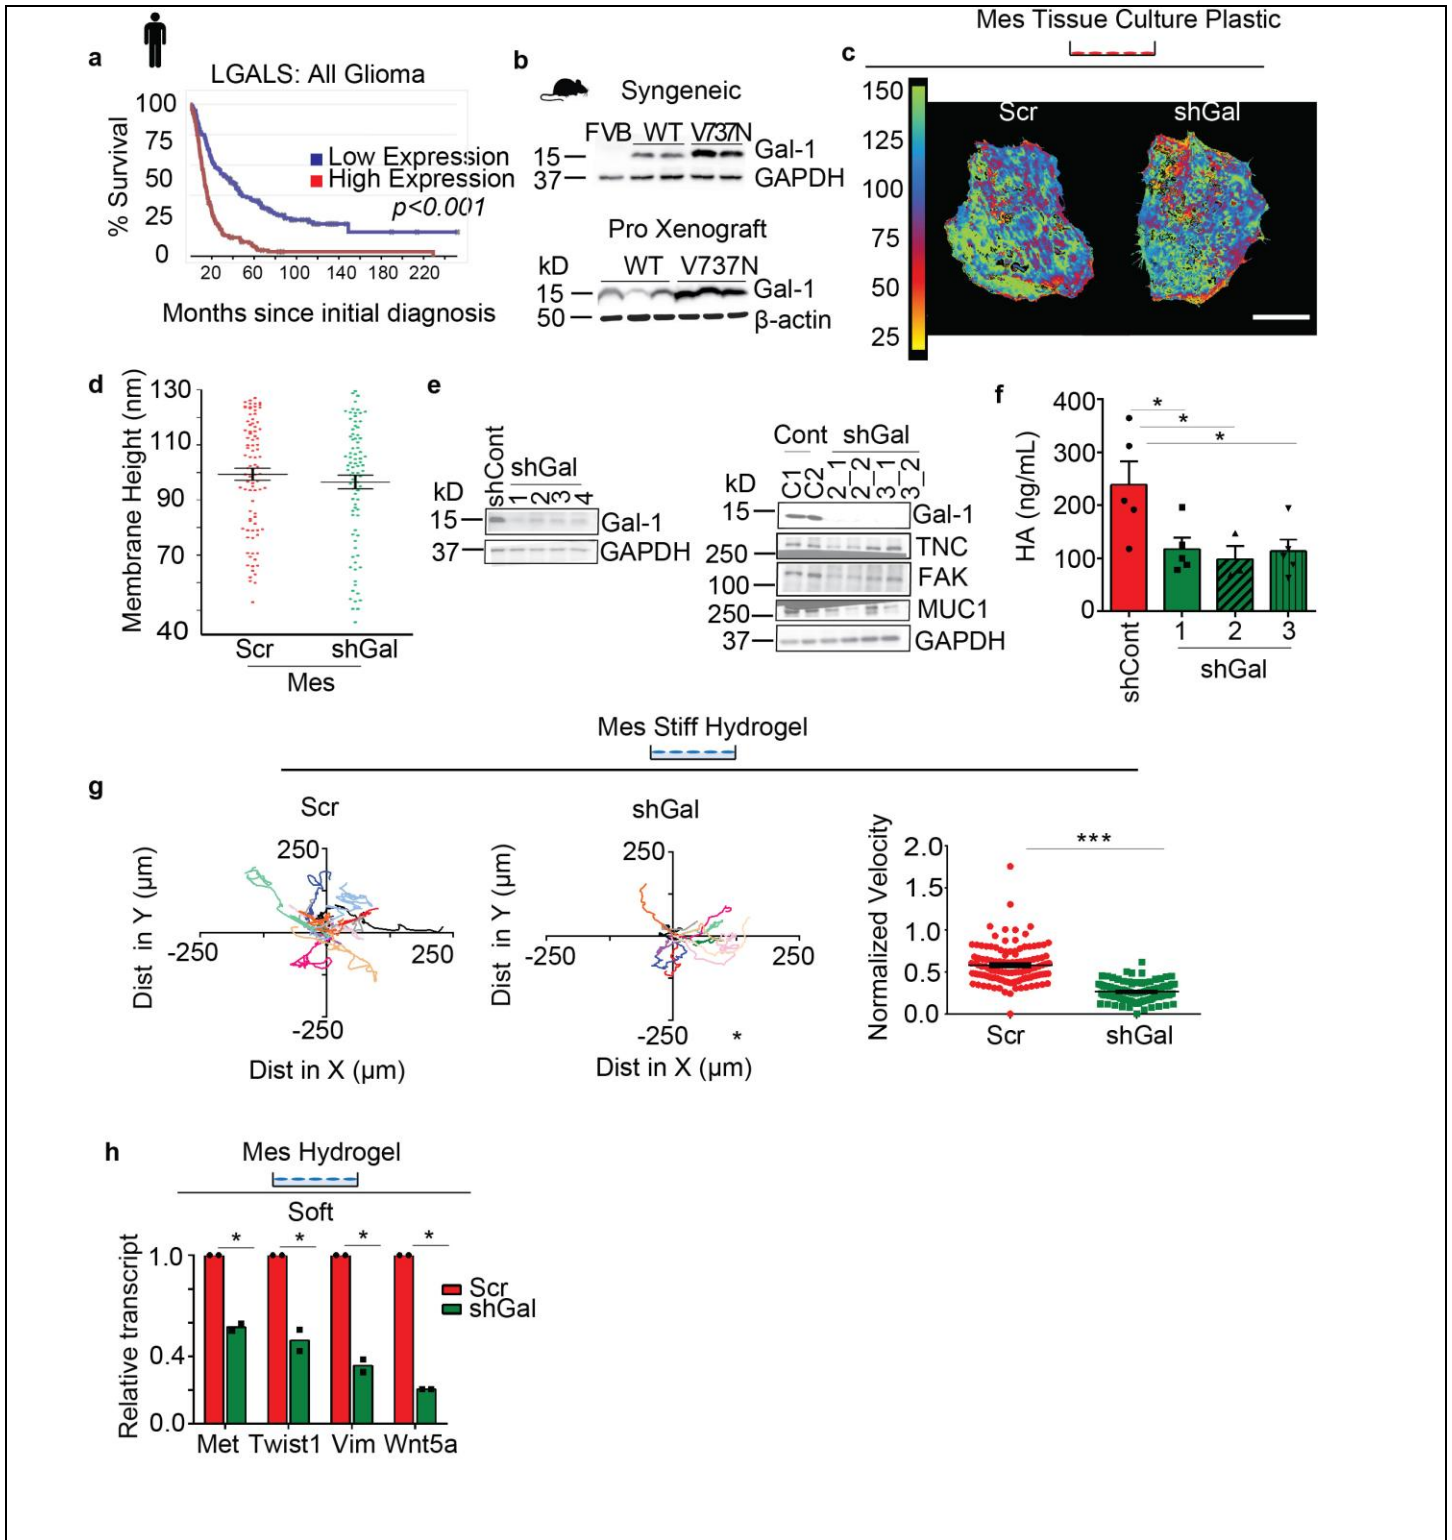 a
LGALS: All Glioma
% Survival
100
75
50
25
0
Low Expression
High Expression
p<0.001
20 60 100 140 180 220
Months since initial diagnosis
b
Syngeneic
FVB WT V737N
15 Gal-1
37 GAPDH
Pro Xenograft
kD WT V737N
15 Gal-1
50 β-actin
Mes Tissue Culture Plastic
c
150
125
100
75
50
25
Scr shGal
d
Membrane Height (nm)
130
110
90
70
40
Scr shGal
Mes
e
kD
shCont
shGal
1 2 3 4
15 Gal-1
37 GAPDH
Cont shGal
kD
C1 C2 2_1 2_2 3_1 3_2
15 Gal-1
250 TNC
100 FAK
250 MUC1
37 GAPDH
f
HA (ng/mL)
400
300
200
100
0
*
*
*
shCont
1 2 3
shGal
Mes Stiff Hydrogel
g
Scr
Dist in Y (µm)
250
-250 250
-250
Dist in X (µm)
shGal
Dist in Y (µm)
250
-250 250
-250 *
Dist in X (µm)
Normalized Velocity
2.0
1.5
1.0
0.5
0.0
***
Scr shGal
h
Mes Hydrogel
Soft
Relative transcript
1.0
0.4
0.0
* * * *
Scr
shGal
Met Twist1 Vim Wnt5a